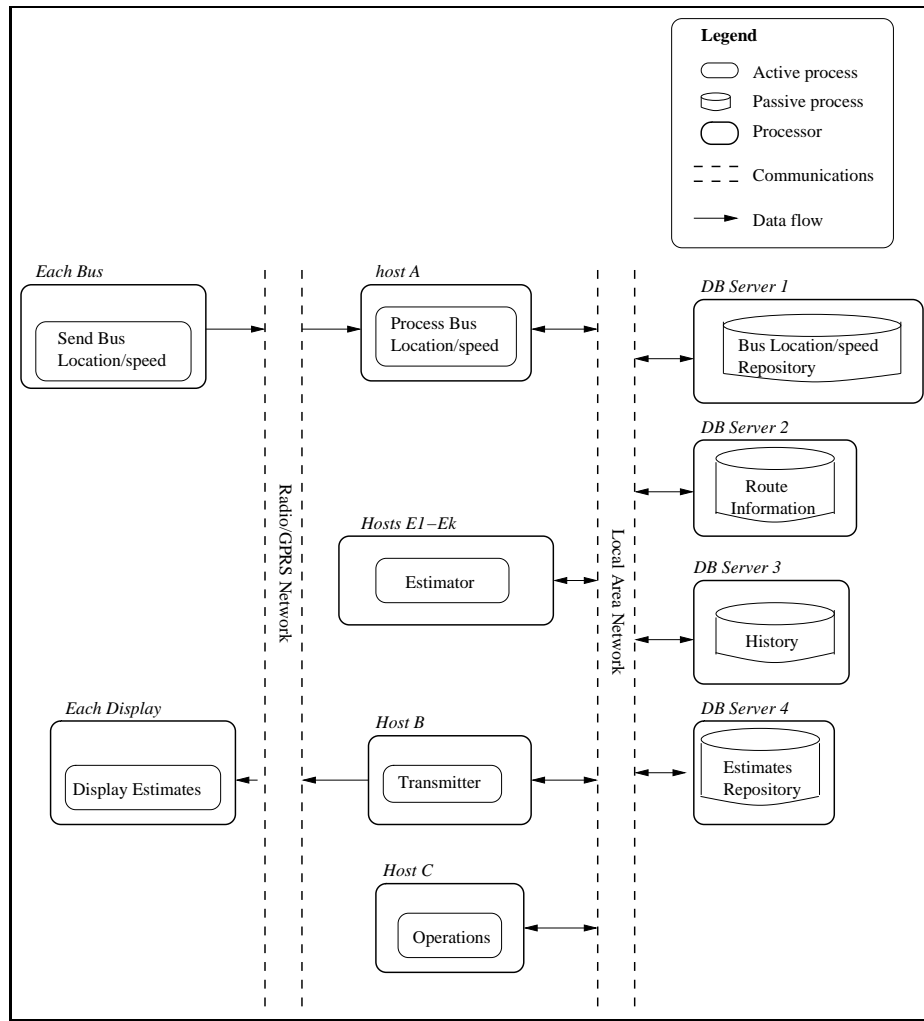 Legend
Active process
Passive process
Processor
Communications
Data flow
Each Bus
Send Bus
Location/speed
host A
Process Bus
Location/speed
DB Server 1
Bus Location/speed
Repository
DB Server 2
Route
Information
Radio/GPRS Network
Hosts E1−Ek
Estimator
Local Area Network
DB Server 3
History
Each Display
Display Estimates
Host B
Transmitter
DB Server 4
Estimates
Repository
Host C
Operations